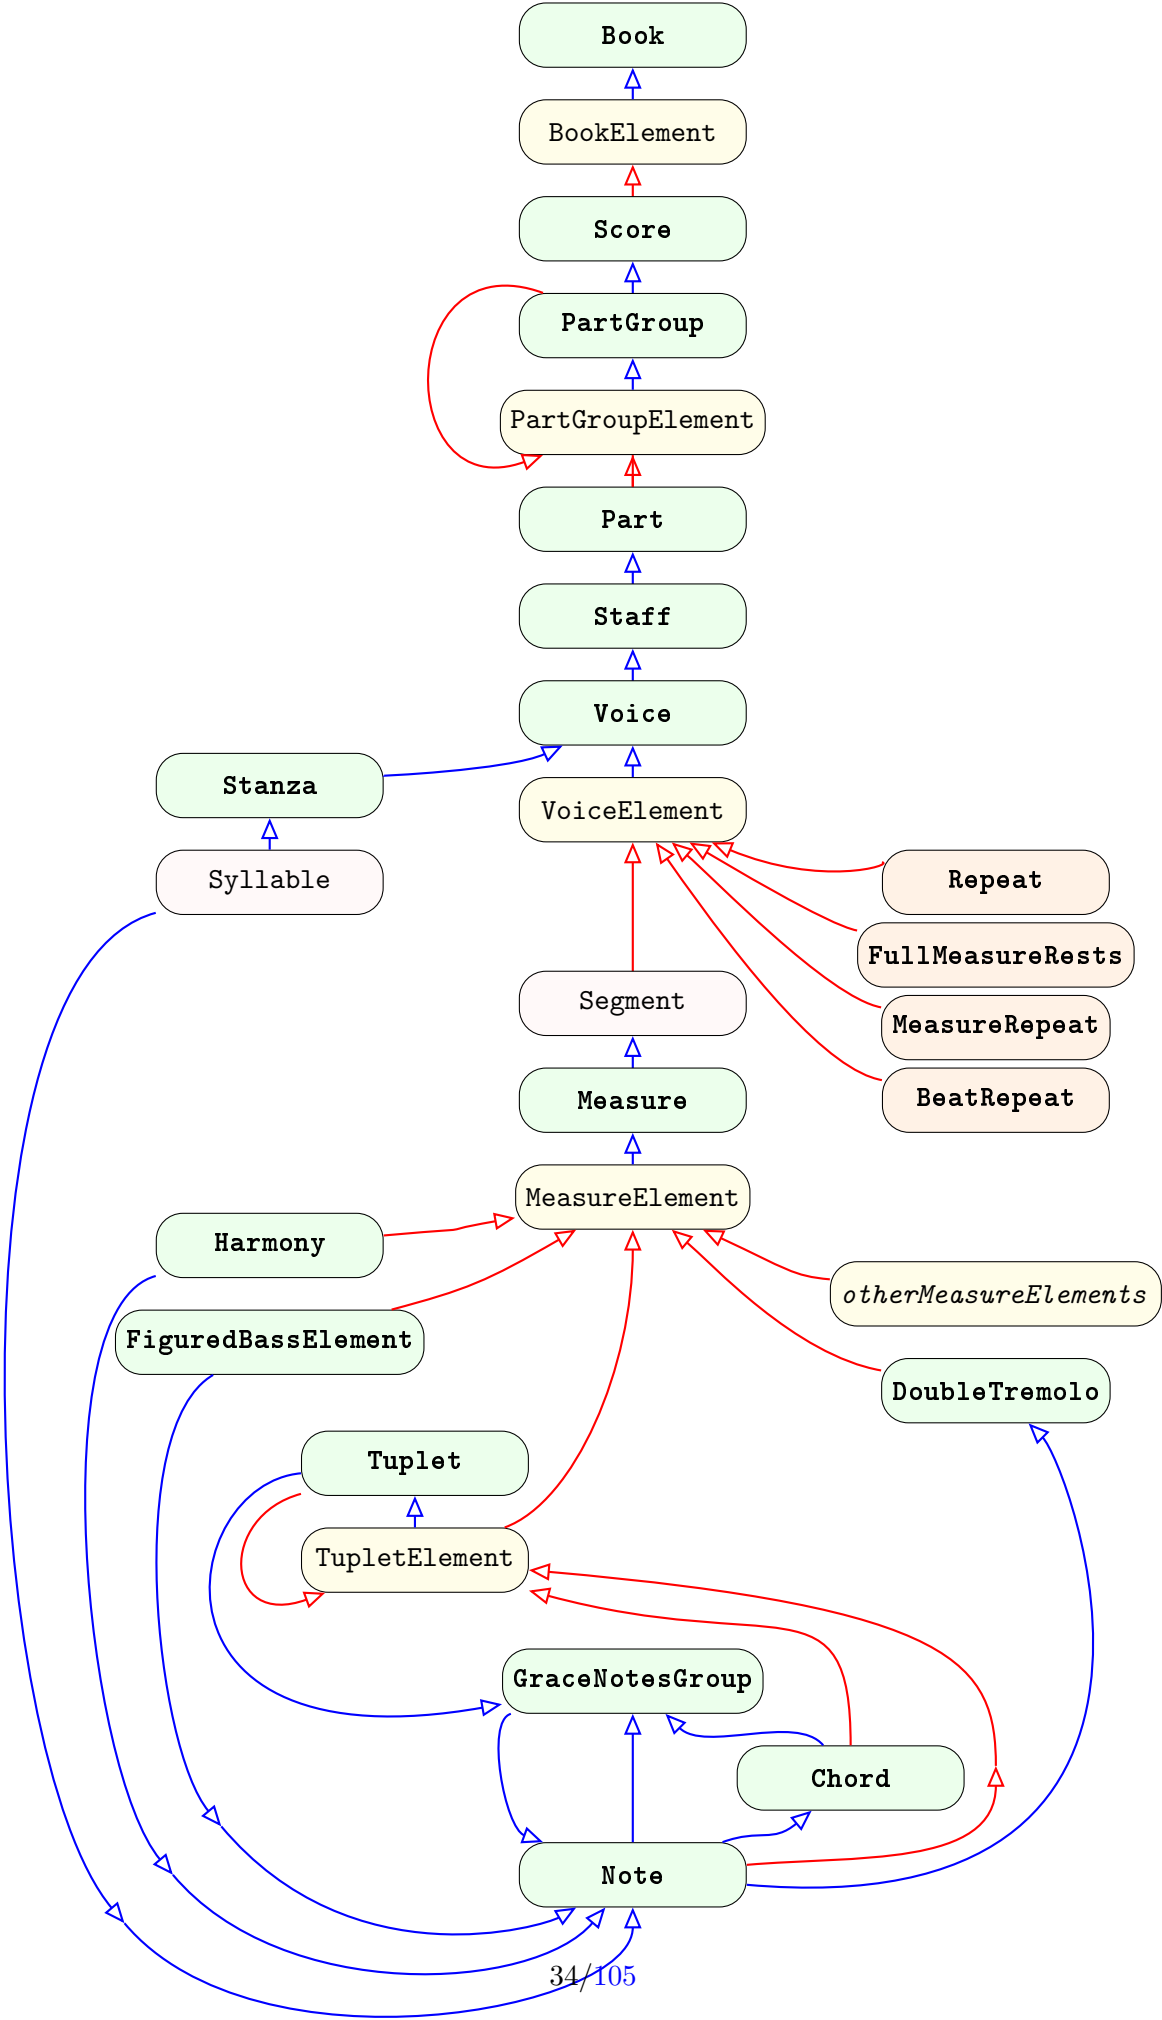 Book
BookElement
Score
PartGroup
PartGroupElement
Part
Staff
Voice
Stanza
VoiceElement
Syllable
Repeat
FullMeasureRests
Segment
MeasureRepeat
Measure
BeatRepeat
MeasureElement
Harmony
otherMeasureElements
FiguredBassElement
DoubleTremolo
Tuplet
TupletElement
GraceNotesGroup
Chord
Note
34/105